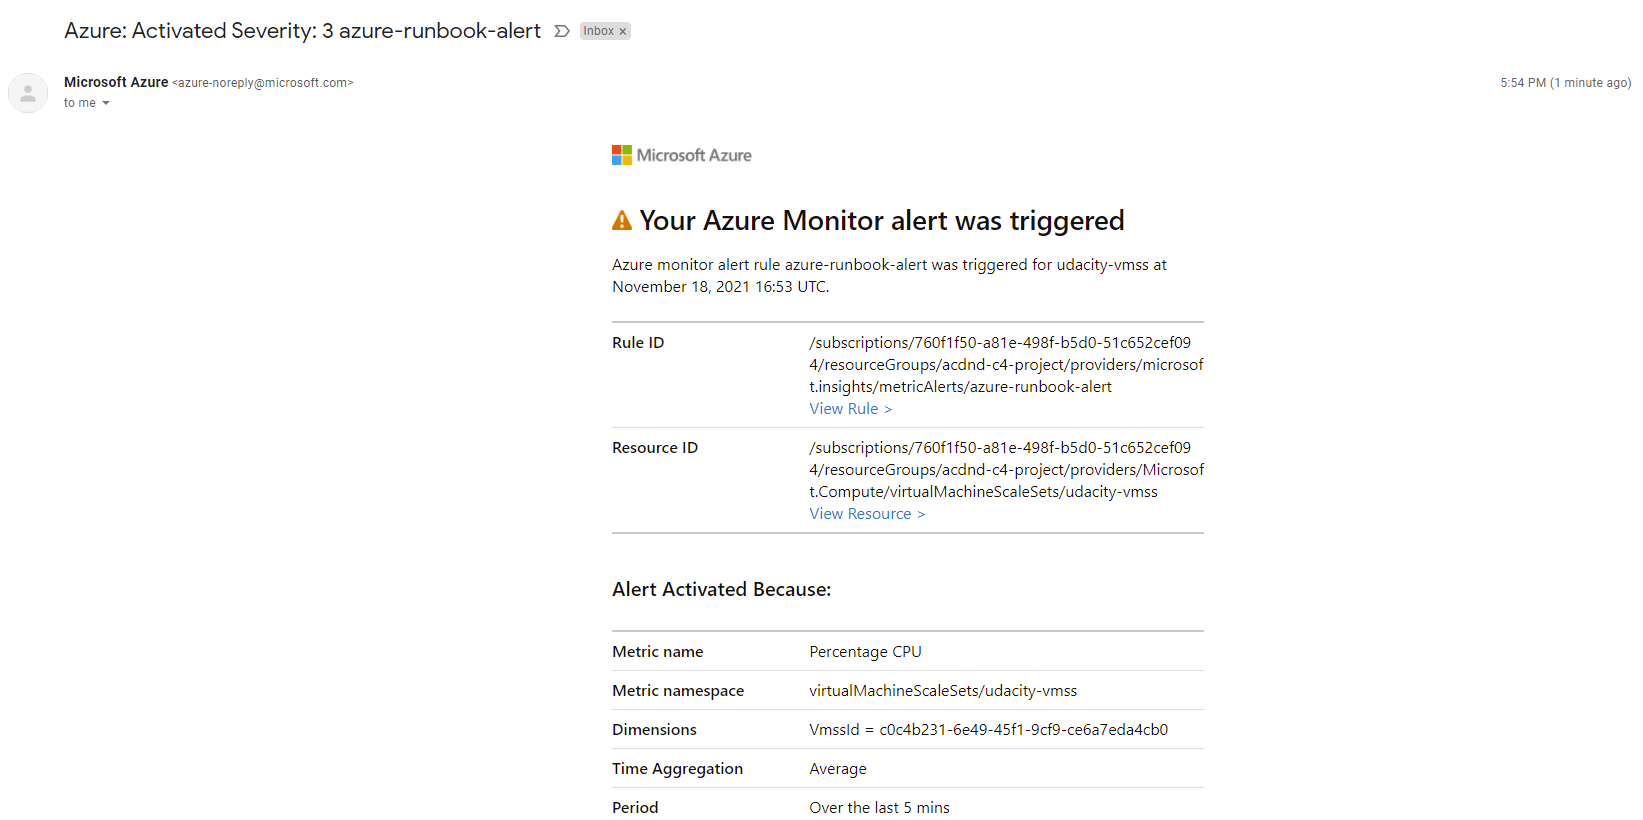 Azure: Activated Severity: 3 azure-runbook-alert Inbox ×
Microsoft Azure <azure-noreply@microsoft.com> 5:54 PM (1 minute ago)
to me
Microsoft Azure
Your Azure Monitor alert was triggered
Azure monitor alert rule azure-runbook-alert was triggered for udacity-vmss at
November 18, 2021 16:53 UTC.
Rule ID /subscriptions/760f1f50-a81e-498f-b5d0-51c652cef09
4/resourceGroups/acdnd-c4-project/providers/microsof
t.insights/metricAlerts/azure-runbook-alert
View Rule >
Resource ID /subscriptions/760f1f50-a81e-498f-b5d0-51c652cef09
4/resourceGroups/acdnd-c4-project/providers/Microsof
t.Compute/virtualMachineScaleSets/udacity-vmss
View Resource >
Alert Activated Because:
Metric name Percentage CPU
Metric namespace virtualMachineScaleSets/udacity-vmss
Dimensions VmssId = c0c4b231-6e49-45f1-9cf9-ce6a7eda4cb0
Time Aggregation Average
Period Over the last 5 mins